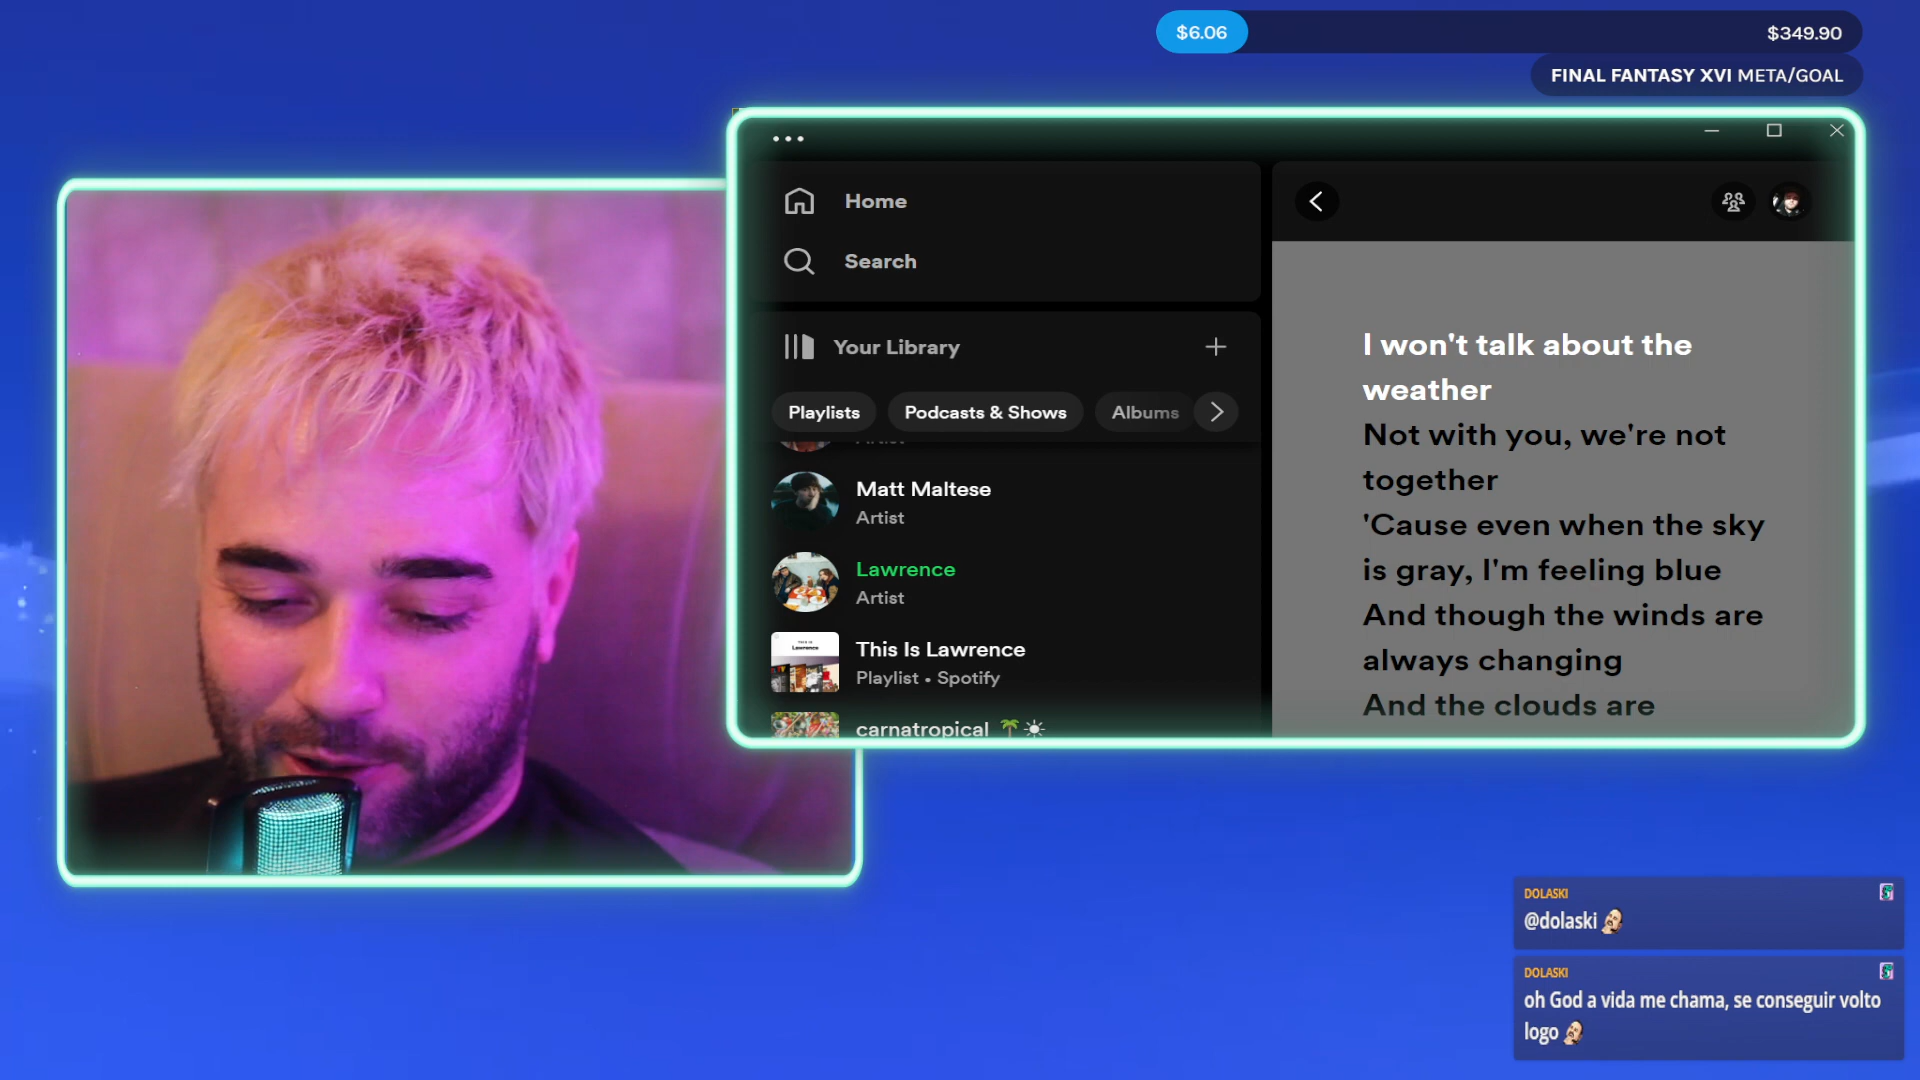 $6.06
$349.90
FINAL FANTASY XVI META/GOAL
Home
Search
Your Library
Playlists
Podcasts & Shows
Albums
Artist
Matt Maltese
Artist
Lawrence
Artist
This Is Lawrence
Playlist • Spotify
carnatropical 🌴☀
I won't talk about the
weather
Not with you, we're not
together
'Cause even when the sky
is gray, I'm feeling blue
And though the winds are
always changing
And the clouds are
DOLASKI
@dolaski
DOLASKI
oh God a vida me chama, se conseguir volto
logo